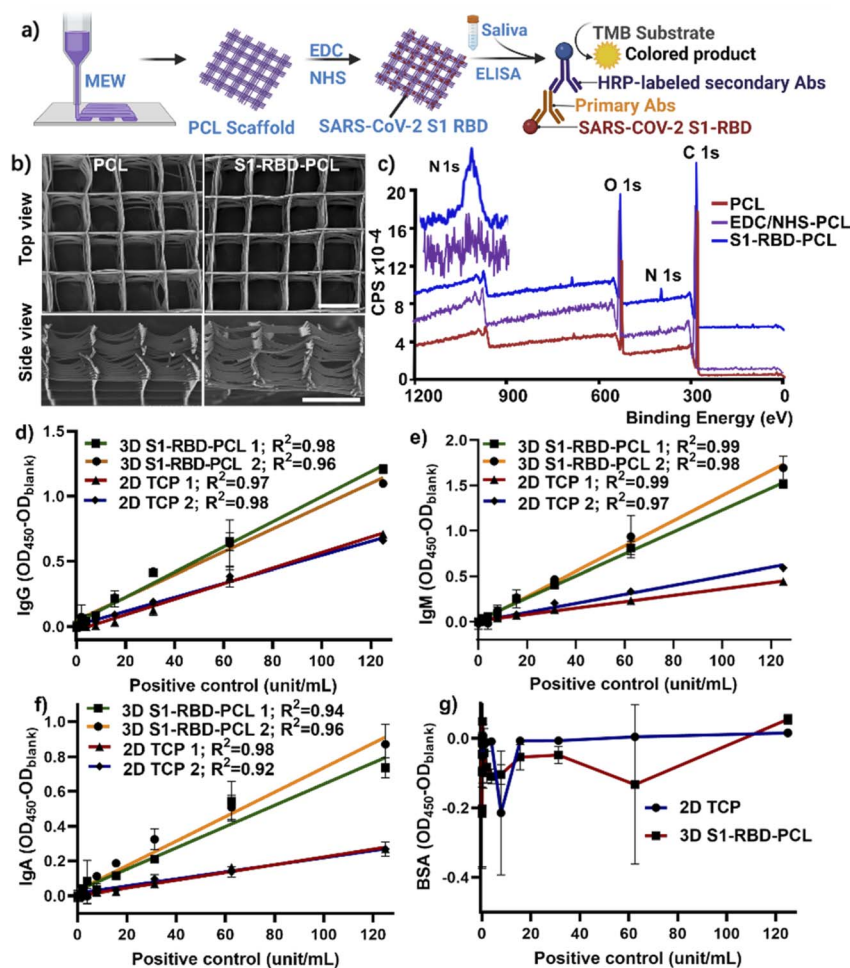 a)
MEW
PCL Scaffold
EDC
NHS
SARS-CoV-2 S1 RBD
Saliva
ELISA
TMB Substrate
Colored product
HRP-labeled secondary Abs
Primary Abs
SARS-COV-2 S1-RBD
b)
PCL
S1-RBD-PCL
Top view
Side view
c)
N 1s
O 1s
C 1s
N 1s
PCL
EDC/NHS-PCL
S1-RBD-PCL
CPS x10-4
20
16
12
8
4
0
1200
900
600
300
0
Binding Energy (eV)
d)
3D S1-RBD-PCL 1; R²=0.98
3D S1-RBD-PCL 2; R²=0.96
2D TCP 1; R²=0.97
2D TCP 2; R²=0.98
IgG (OD450-ODblank)
1.5
1.0
0.5
0.0
0 20 40 60 80 100 120
Positive control (unit/mL)
e)
3D S1-RBD-PCL 1; R²=0.99
3D S1-RBD-PCL 2; R²=0.98
2D TCP 1; R²=0.99
2D TCP 2; R²=0.97
IgM (OD450-ODblank)
2.0
1.5
1.0
0.5
0.0
0 20 40 60 80 100 120
Positive control (unit/mL)
f)
3D S1-RBD-PCL 1; R²=0.94
3D S1-RBD-PCL 2; R²=0.96
2D TCP 1; R²=0.98
2D TCP 2; R²=0.92
IgA (OD450-ODblank)
1.0
0.8
0.6
0.4
0.2
0.0
0 20 40 60 80 100 120
Positive control (unit/mL)
g)
2D TCP
3D S1-RBD-PCL
BSA (OD450-ODblank)
0.0
-0.2
-0.4
0 20 40 60 80 100 120
Positive control (unit/mL)